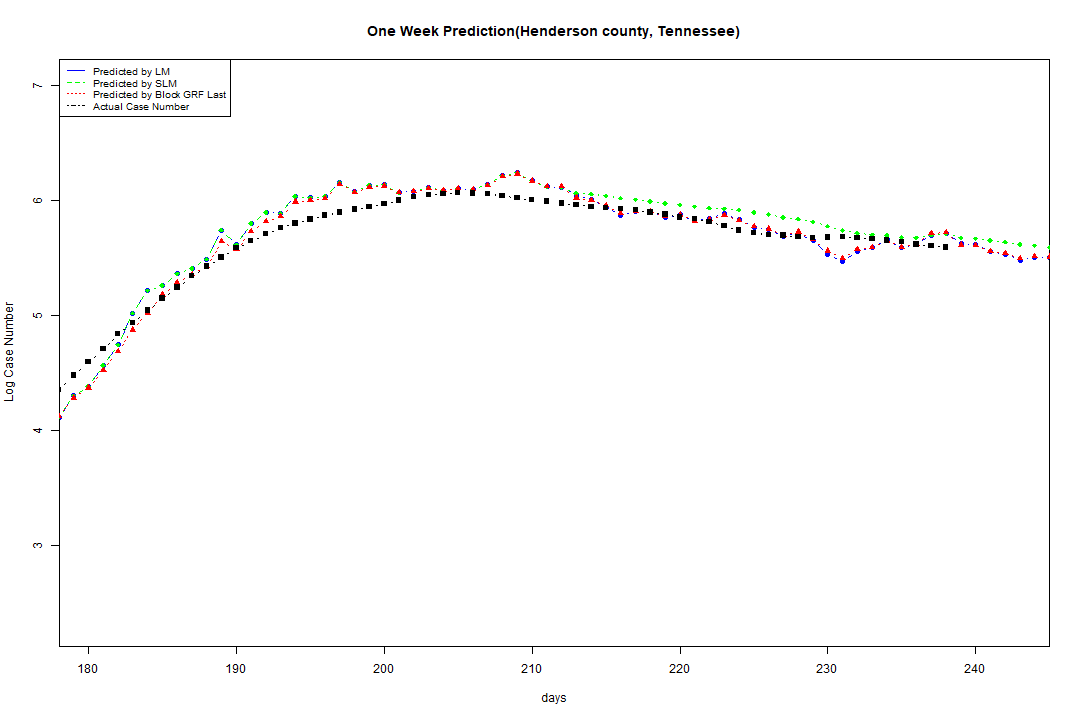 One Week Prediction(Henderson county, Tennessee)
Predicted by LM
Predicted by SLM
Predicted by Block GRF Last
Actual Case Number
7
6
5
4
3
Log Case Number
180 190 200 210 220 230 240
days